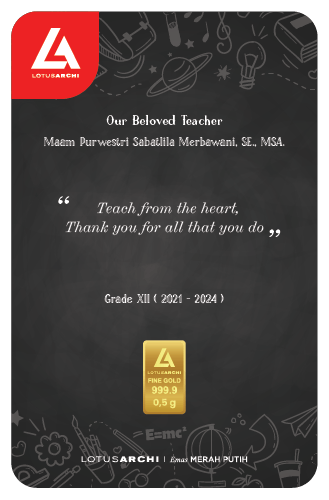 LOTUSARCHI
Our Beloved Teacher
Maam Purwestri Sabatlila Merbawani, SE., MSA.
“ Teach from the heart,
Thank you for all that you do „
Grade XII ( 2021 - 2024 )
LOTUSARCHI
FINE GOLD
999.9
0,5 g
E=mc²
LOTUSARCHI | Emas MERAH PUTIH